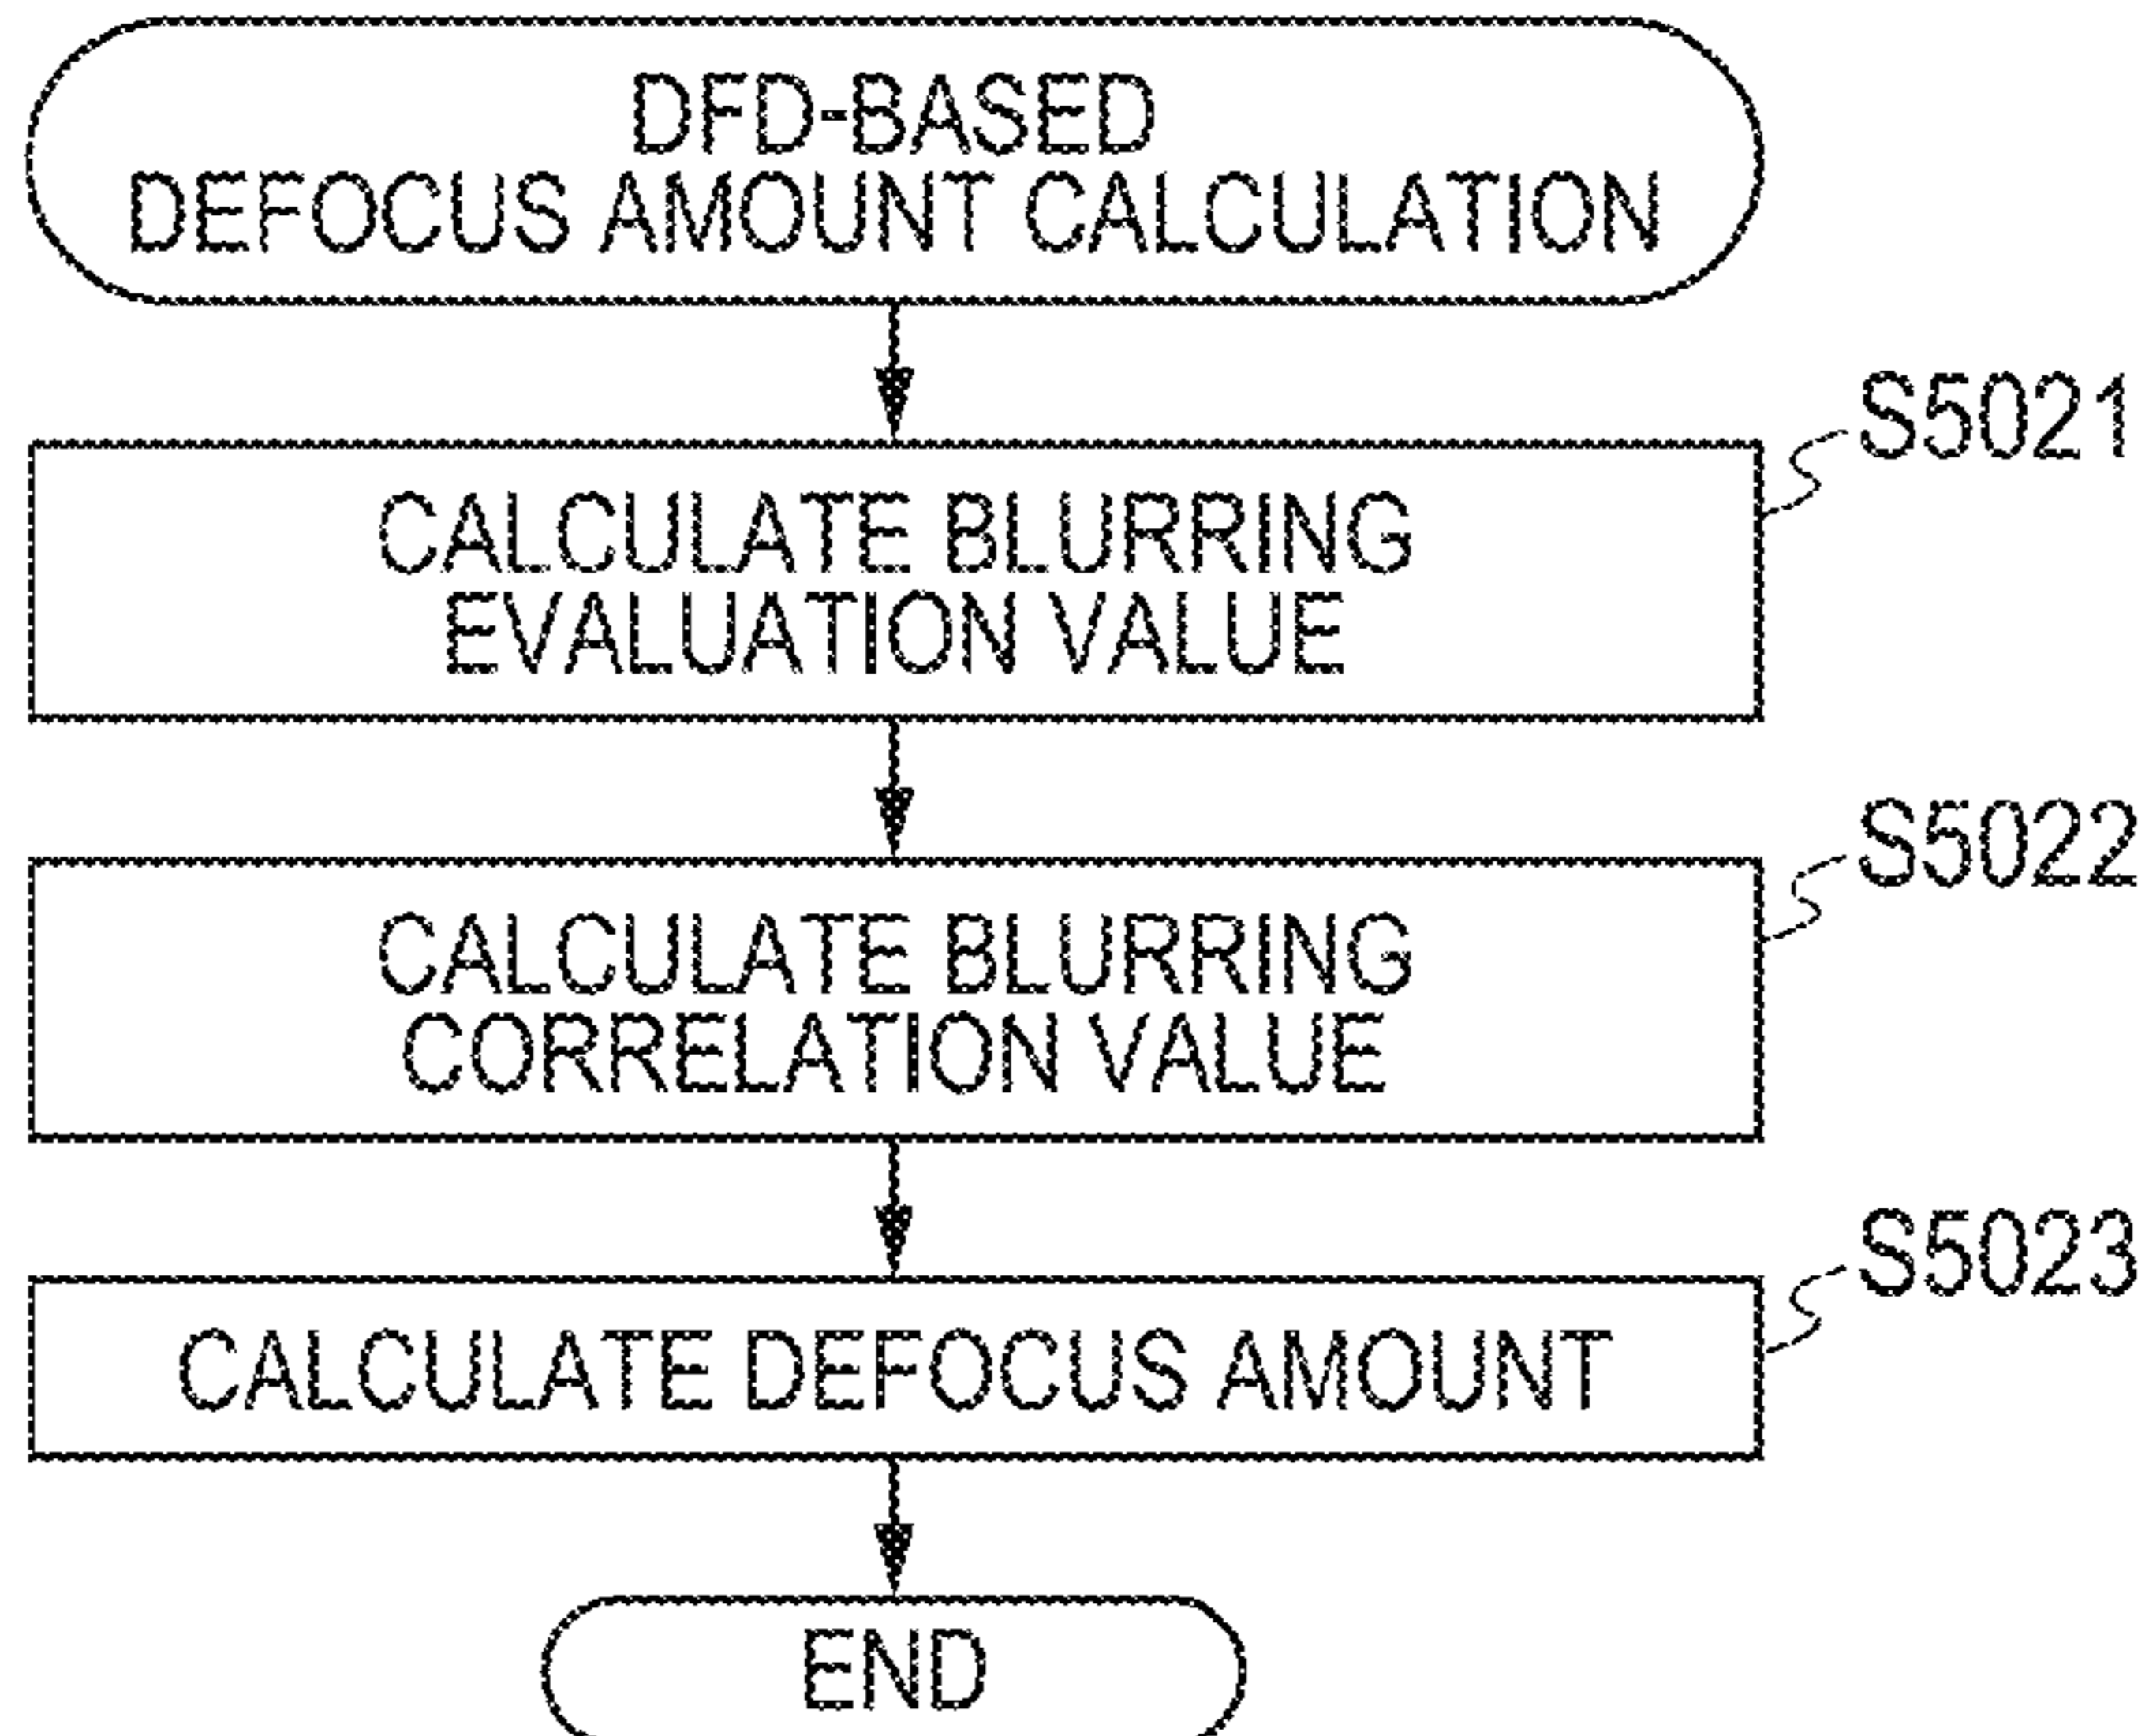 DFD-BASED
DEFOCUS AMOUNT CALCULATION
S5021
CALCULATE BLURRING
EVALUATION VALUE
S5022
CALCULATE BLURRING
CORRELATION VALUE
S5023
CALCULATE DEFOCUS AMOUNT
END